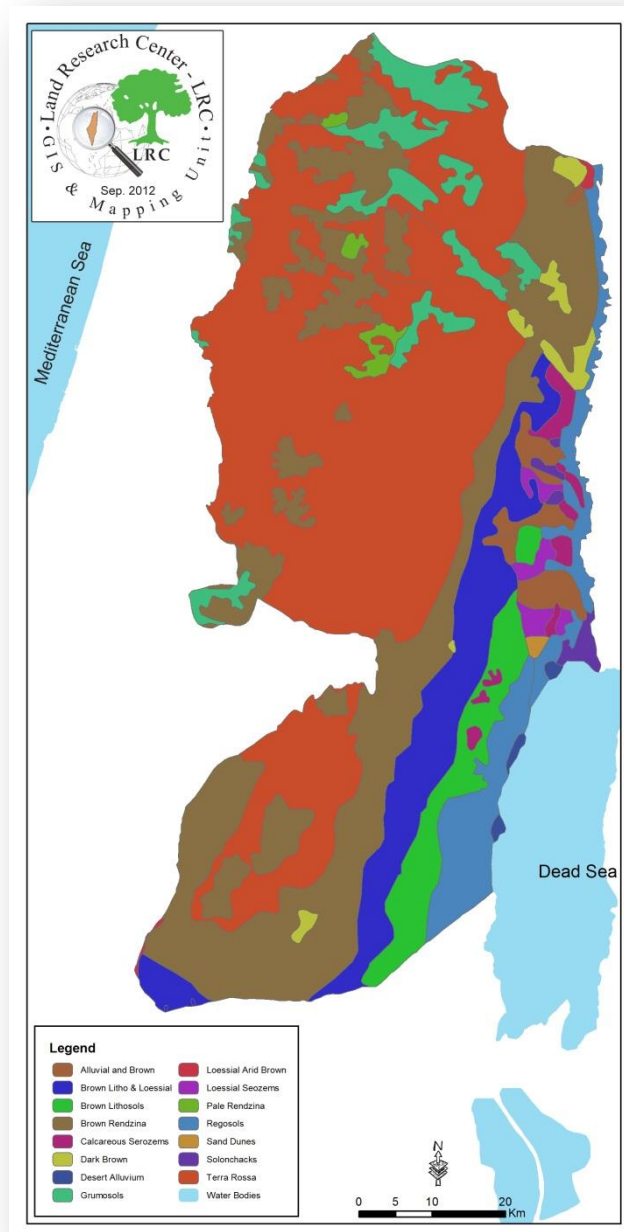 Land Research Center - LRC
GIS & Mapping Unit
LRC
Sep. 2012
Mediterranean Sea
Dead Sea
Legend
Alluvial and Brown
Brown Litho & Loessial
Brown Lithosols
Brown Rendzina
Calcareous Serozems
Dark Brown
Desert Alluvium
Grumosols
Loessial Arid Brown
Loessial Seozems
Pale Rendzina
Regosols
Sand Dunes
Solonchacks
Terra Rossa
Water Bodies
N
0 5 10 20
Km